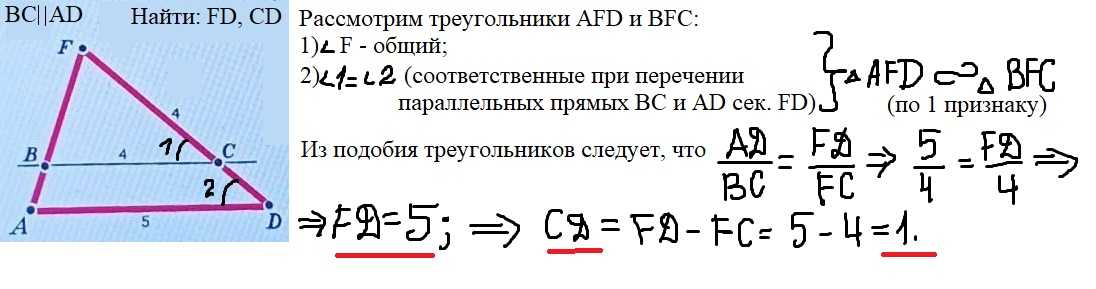 BC||AD Найти: FD, CD
F
4
1
B
4
C
2
A
5
D
Рассмотрим треугольники AFD и BFC:
1)∠ F - общий;
2)∠1=∠2 (соответственные при перечении
параллельных прямых BC и AD сек. FD)
△AFD ∾ △BFC
(по 1 признаку)
Из подобия треугольников следует, что AD/BC = FD/FC ⇒ 5/4 = FD/4 ⇒
⇒ FD=5; ⇒ CD = FD - FC = 5 - 4 = 1.